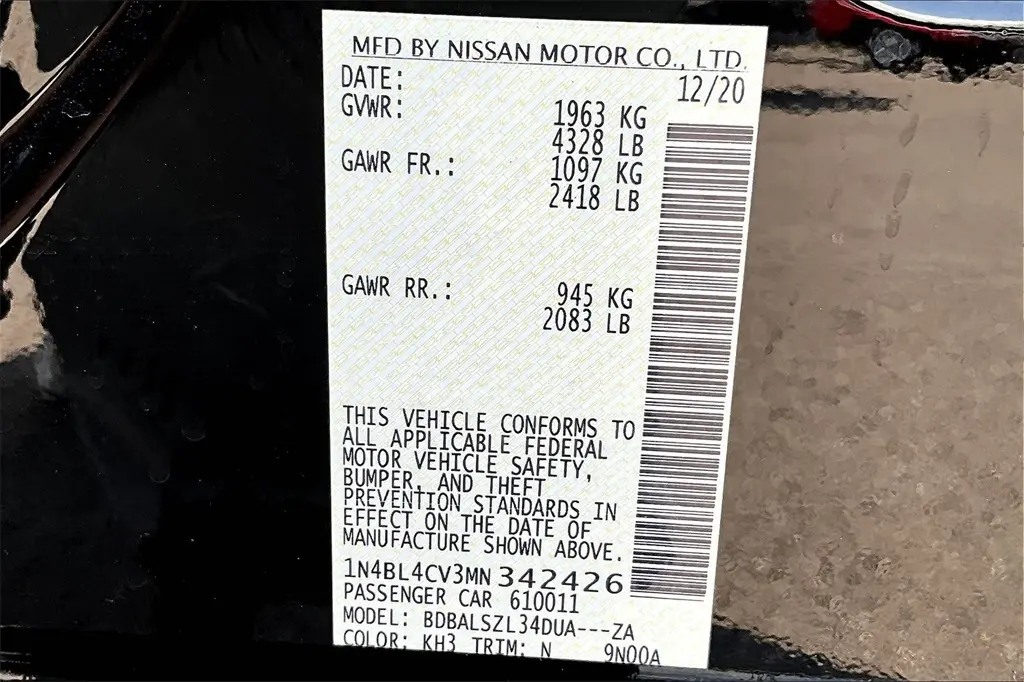 MFD BY NISSAN MOTOR CO., LTD.
DATE: 12/20
GVWR: 1963 KG
4328 LB
GAWR FR.: 1097 KG
2418 LB
GAWR RR.: 945 KG
2083 LB
THIS VEHICLE CONFORMS TO
ALL APPLICABLE FEDERAL
MOTOR VEHICLE SAFETY,
BUMPER, AND THEFT
PREVENTION STANDARDS IN
EFFECT ON THE DATE OF
MANUFACTURE SHOWN ABOVE.
1N4BL4CV3MN 342426
PASSENGER CAR 610011
MODEL: BDBALSZL34DUA---ZA
COLOR: KH3 TRIM: N 9N00A